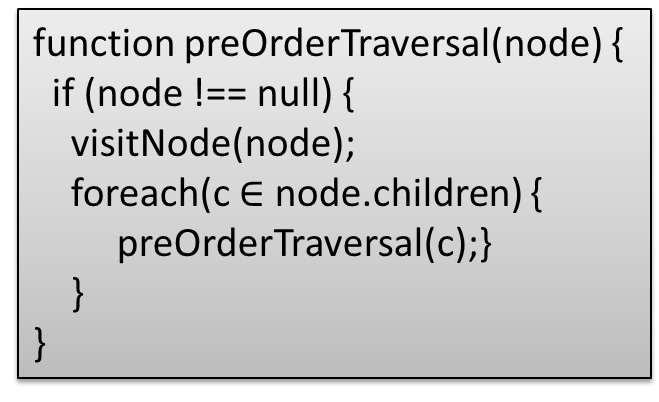 function preOrderTraversal(node) {
if (node !== null) {
visitNode(node);
foreach(c ∈ node.children) {
preOrderTraversal(c);}
}
}